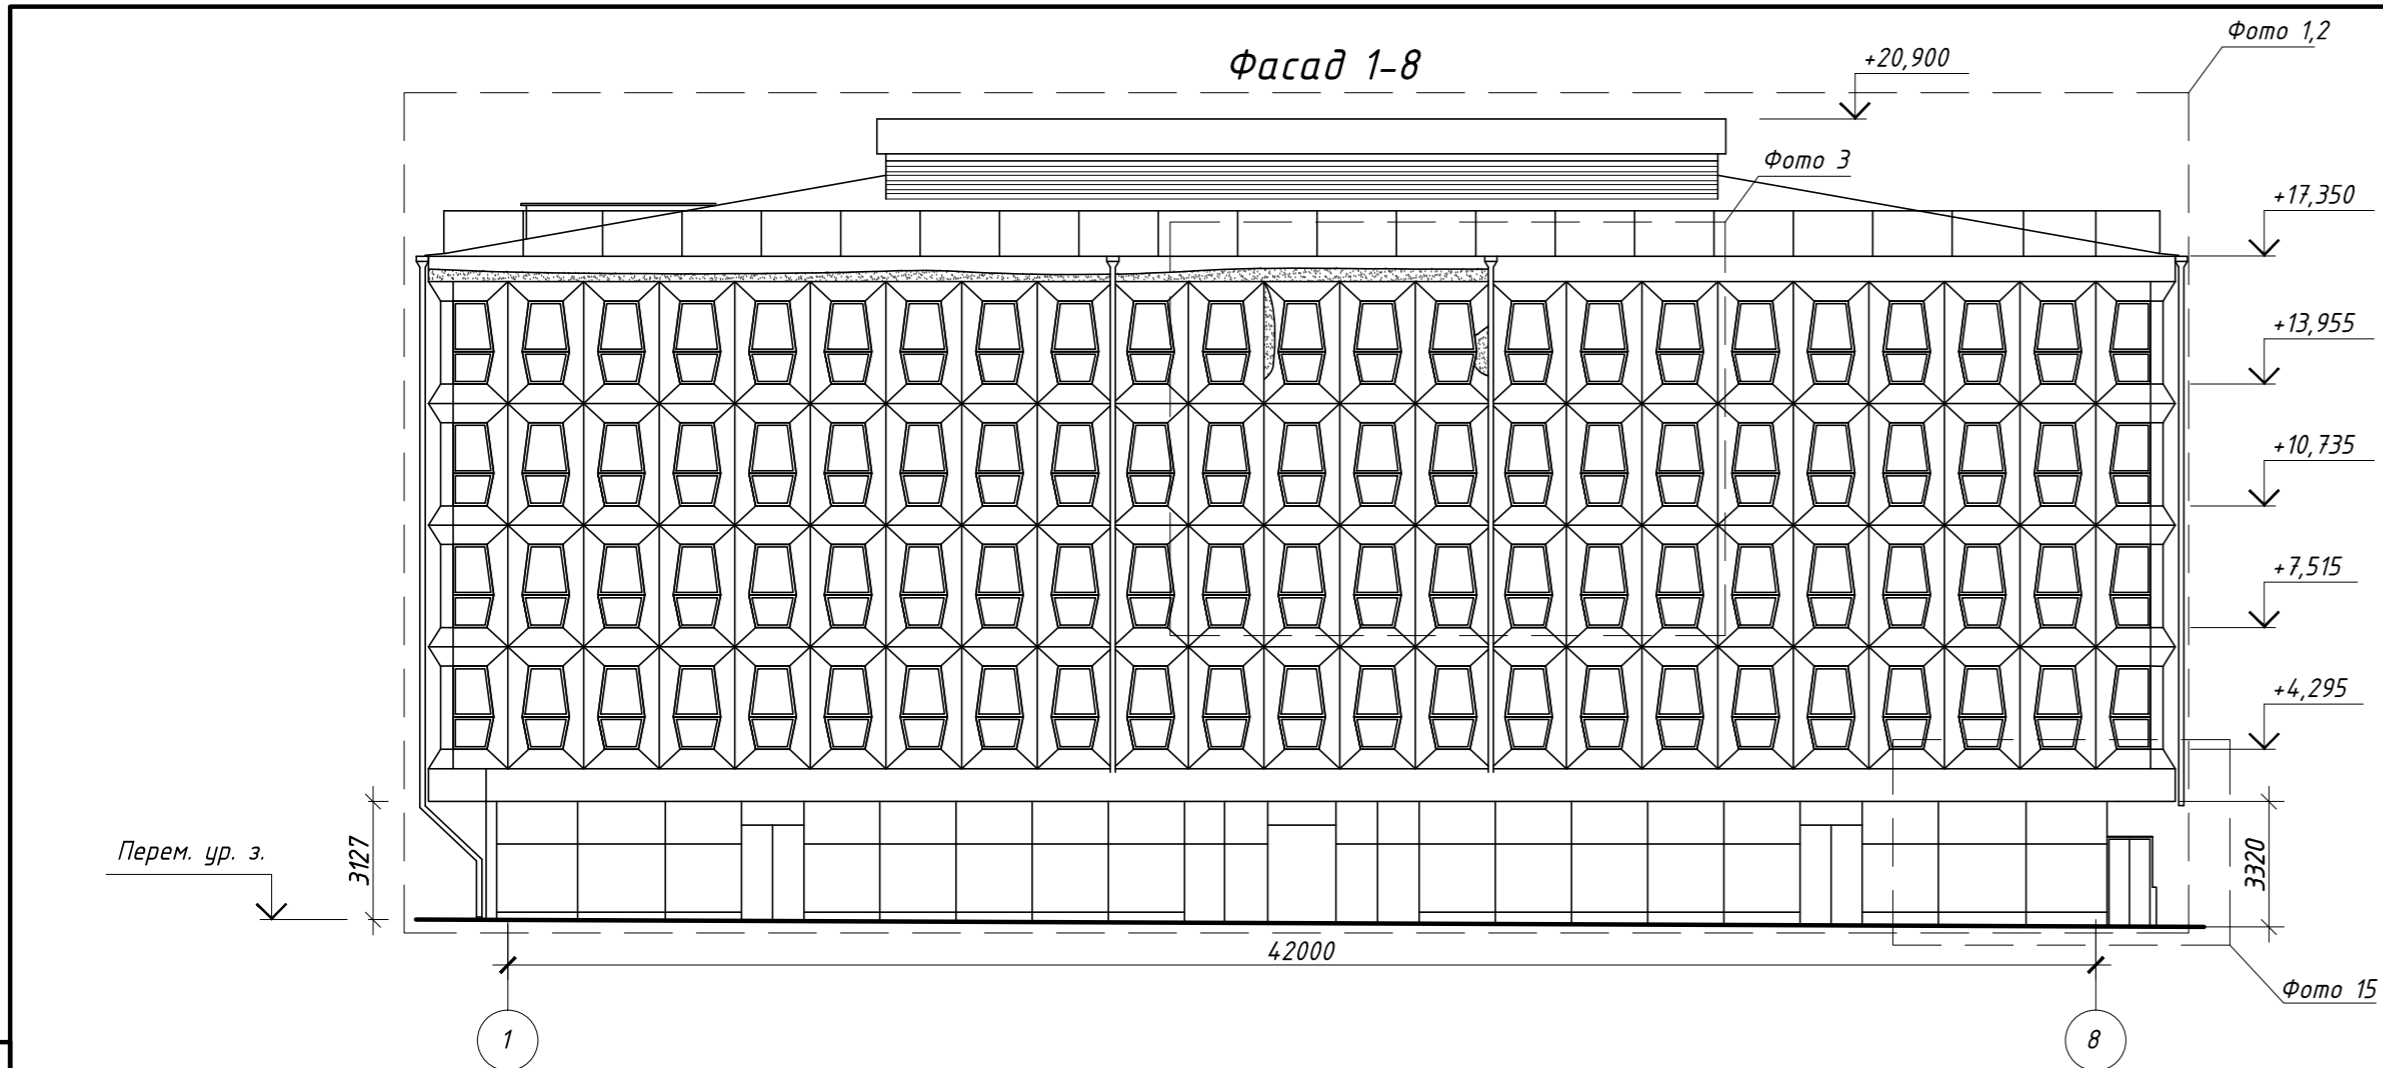 Фото 1,2
Фасад 1-8
+20,900
Фото 3
+17,350
+13,955
+10,735
+7,515
+4,295
Перем. ур. з.
3127
3320
42000
Фото 15
1
8